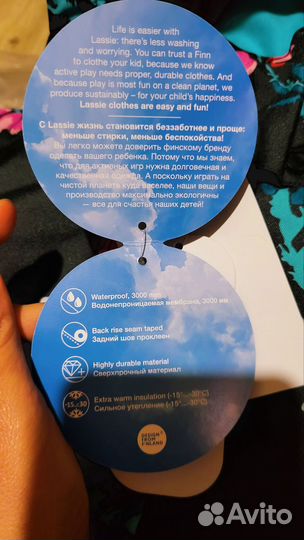 Life is easier with
Lassie: there's less washing
and worrying. You can trust a Finn
to clothe your kid, because we know
active play needs proper, durable clothes. And
because play is most fun on a clean planet, we
produce sustainably – for your child's happiness.
Lassie clothes are easy and fun!
С Lassie жизнь становится беззаботнее и проще:
меньше стирки, меньше беспокойства!
Вы легко можете доверить финскому бренду
одеть вашего ребенка. Потому что мы знаем,
что для активных игр нужна долговечная и
качественная одежда. А поскольку играть на
чистой планете куда веселее, наши вещи и
производство максимально экологичны
— все для счастья наших детей!
Waterproof, 3000 mm
Водонепроницаемая мембрана, 3000 мм
Back rise seam taped
Задний шов проклеен
Highly durable material
Сверхпрочный материал
-15...-30
Extra warm insulation (-15°...-30°C)
Сильное утепление (-15°...-30°C)
DESIGN
FROM
FINLAND
Avito